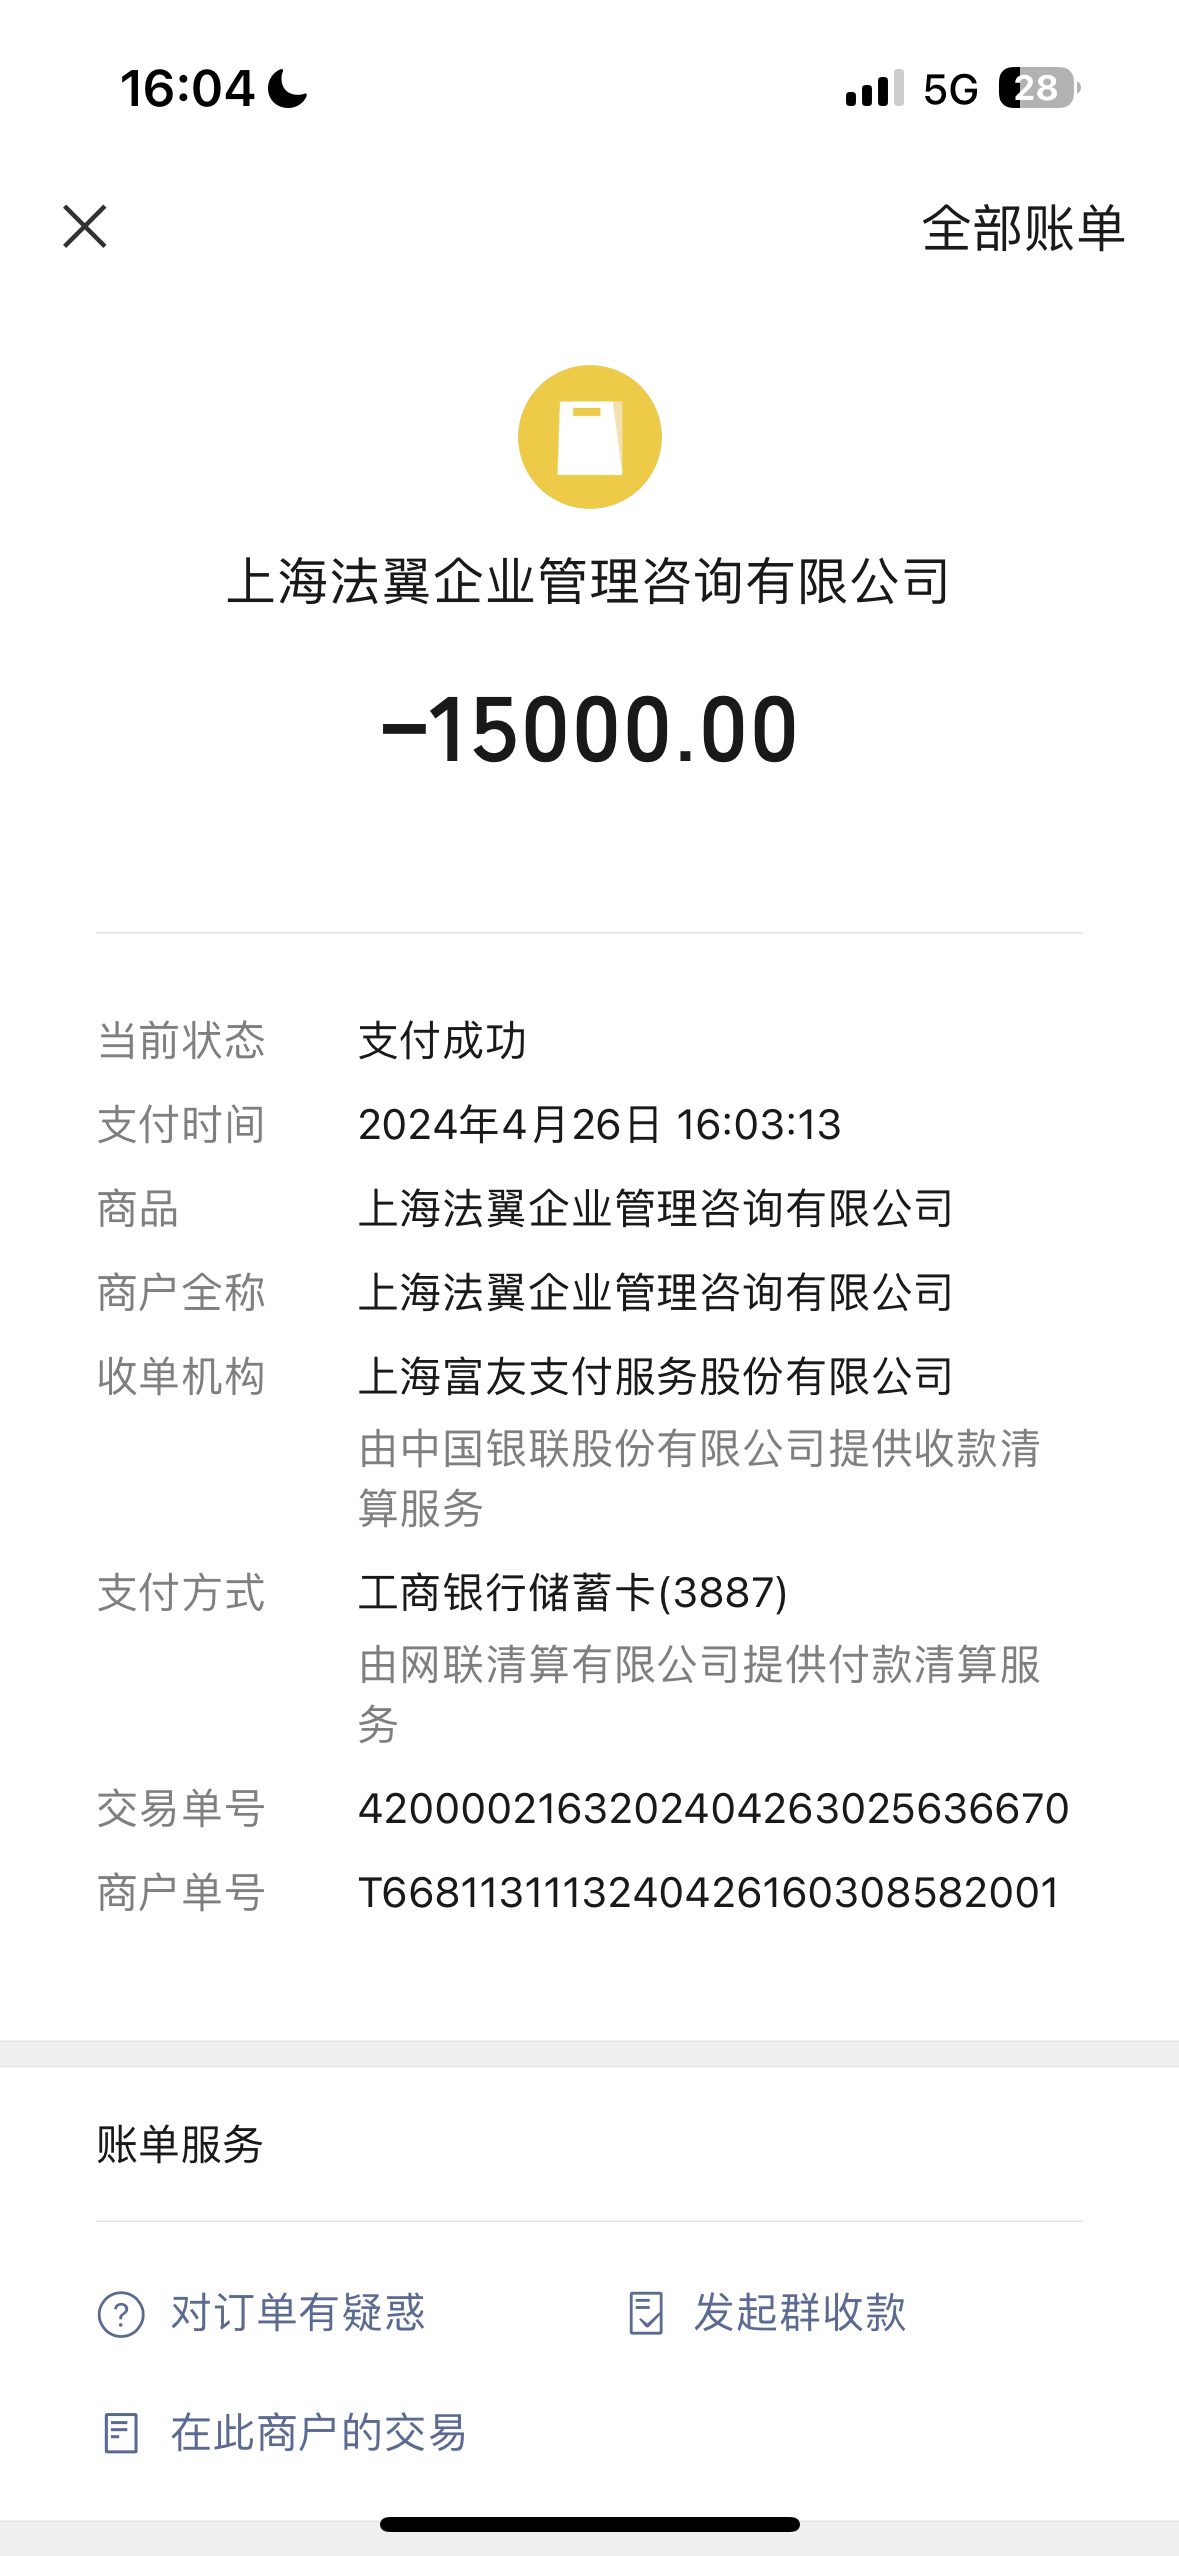 16:04
5G
28
全部账单
上海法翼企业管理咨询有限公司
-15000.00
当前状态 支付成功
支付时间 2024年4月26日 16:03:13
商品 上海法翼企业管理咨询有限公司
商户全称 上海法翼企业管理咨询有限公司
收单机构 上海富友支付服务股份有限公司
由中国银联股份有限公司提供收款清
算服务
支付方式 工商银行储蓄卡(3887)
由网联清算有限公司提供付款清算服
务
交易单号 4200002163202404263025636670
商户单号 T66811311132404261603085​82001
账单服务
对订单有疑惑
发起群收款
在此商户的交易